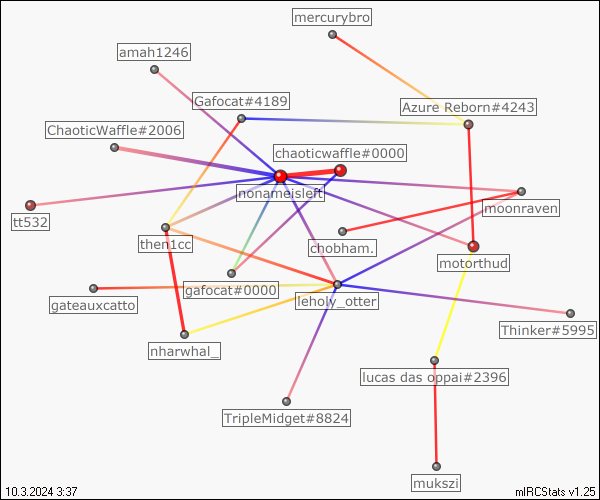 mercurybro
amah1246
Gafocat#4189
Azure Reborn#4243
ChaoticWaffle#2006
chaoticwaffle#0000
nonameisleft
moonraven
tt532
then1cc
chobham.
motorthud
gafocat#0000
leholy_otter
gateauxcatto
Thinker#5995
nharwhal_
lucas das oppai#2396
TripleMidget#8824
mukszi
10.3.2024 3:37
mIRCStats v1.25